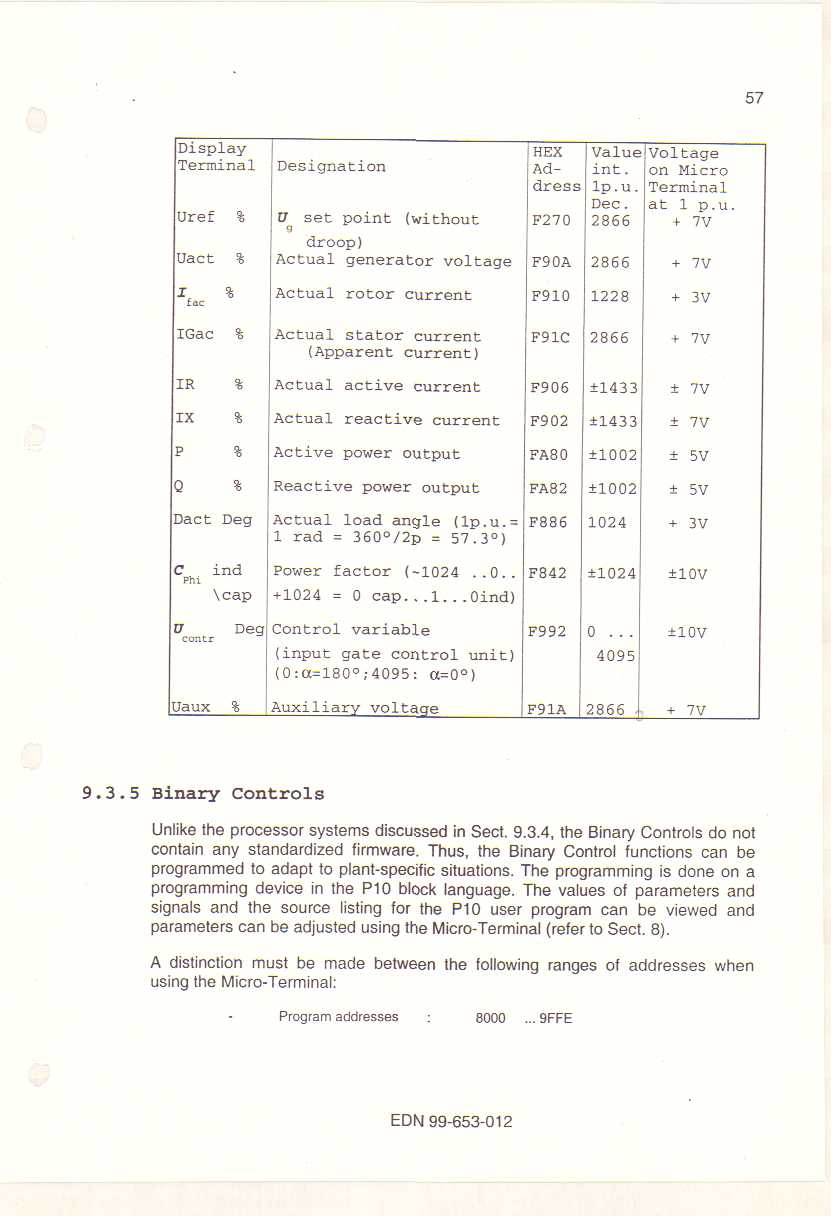 57
Display Terminal | Designation | HEX Ad- dress | Value int. 1p.u. Dec. | Voltage on Micro Terminal at 1 p.u.
Uref % | Ug set point (without droop) | F270 | 2866 | + 7V
Uact % | Actual generator voltage | F90A | 2866 | + 7V
Ifac % | Actual rotor current | F910 | 1228 | + 3V
IGac % | Actual stator current (Apparent current) | F91C | 2866 | + 7V
IR % | Actual active current | F906 | ±1433 | ± 7V
IX % | Actual reactive current | F902 | ±1433 | ± 7V
P % | Active power output | FA80 | ±1002 | ± 5V
Q % | Reactive power output | FA82 | ±1002 | ± 5V
Dact Deg | Actual load angle (1p.u.= 1 rad = 360°/2p = 57.3°) | F886 | 1024 | + 3V
CPhi ind \cap | Power factor (-1024 ..0.. +1024 = 0 cap...1...0ind) | F842 | ±1024 | ±10V
Ucontr Deg | Control variable (input gate control unit) (0:α=180°;4095: α=0°) | F992 | 0 ... 4095 | ±10V
Uaux % | Auxiliary voltage | F91A | 2866 | + 7V
9.3.5 Binary Controls
Unlike the processor systems discussed in Sect. 9.3.4, the Binary Controls do not
contain any standardized firmware. Thus, the Binary Control functions can be
programmed to adapt to plant-specific situations. The programming is done on a
programming device in the P10 block language. The values of parameters and
signals and the source listing for the P10 user program can be viewed and
parameters can be adjusted using the Micro-Terminal (refer to Sect. 8).
A distinction must be made between the following ranges of addresses when
using the Micro-Terminal:
- Program addresses : 8000 ... 9FFE
EDN 99-653-012